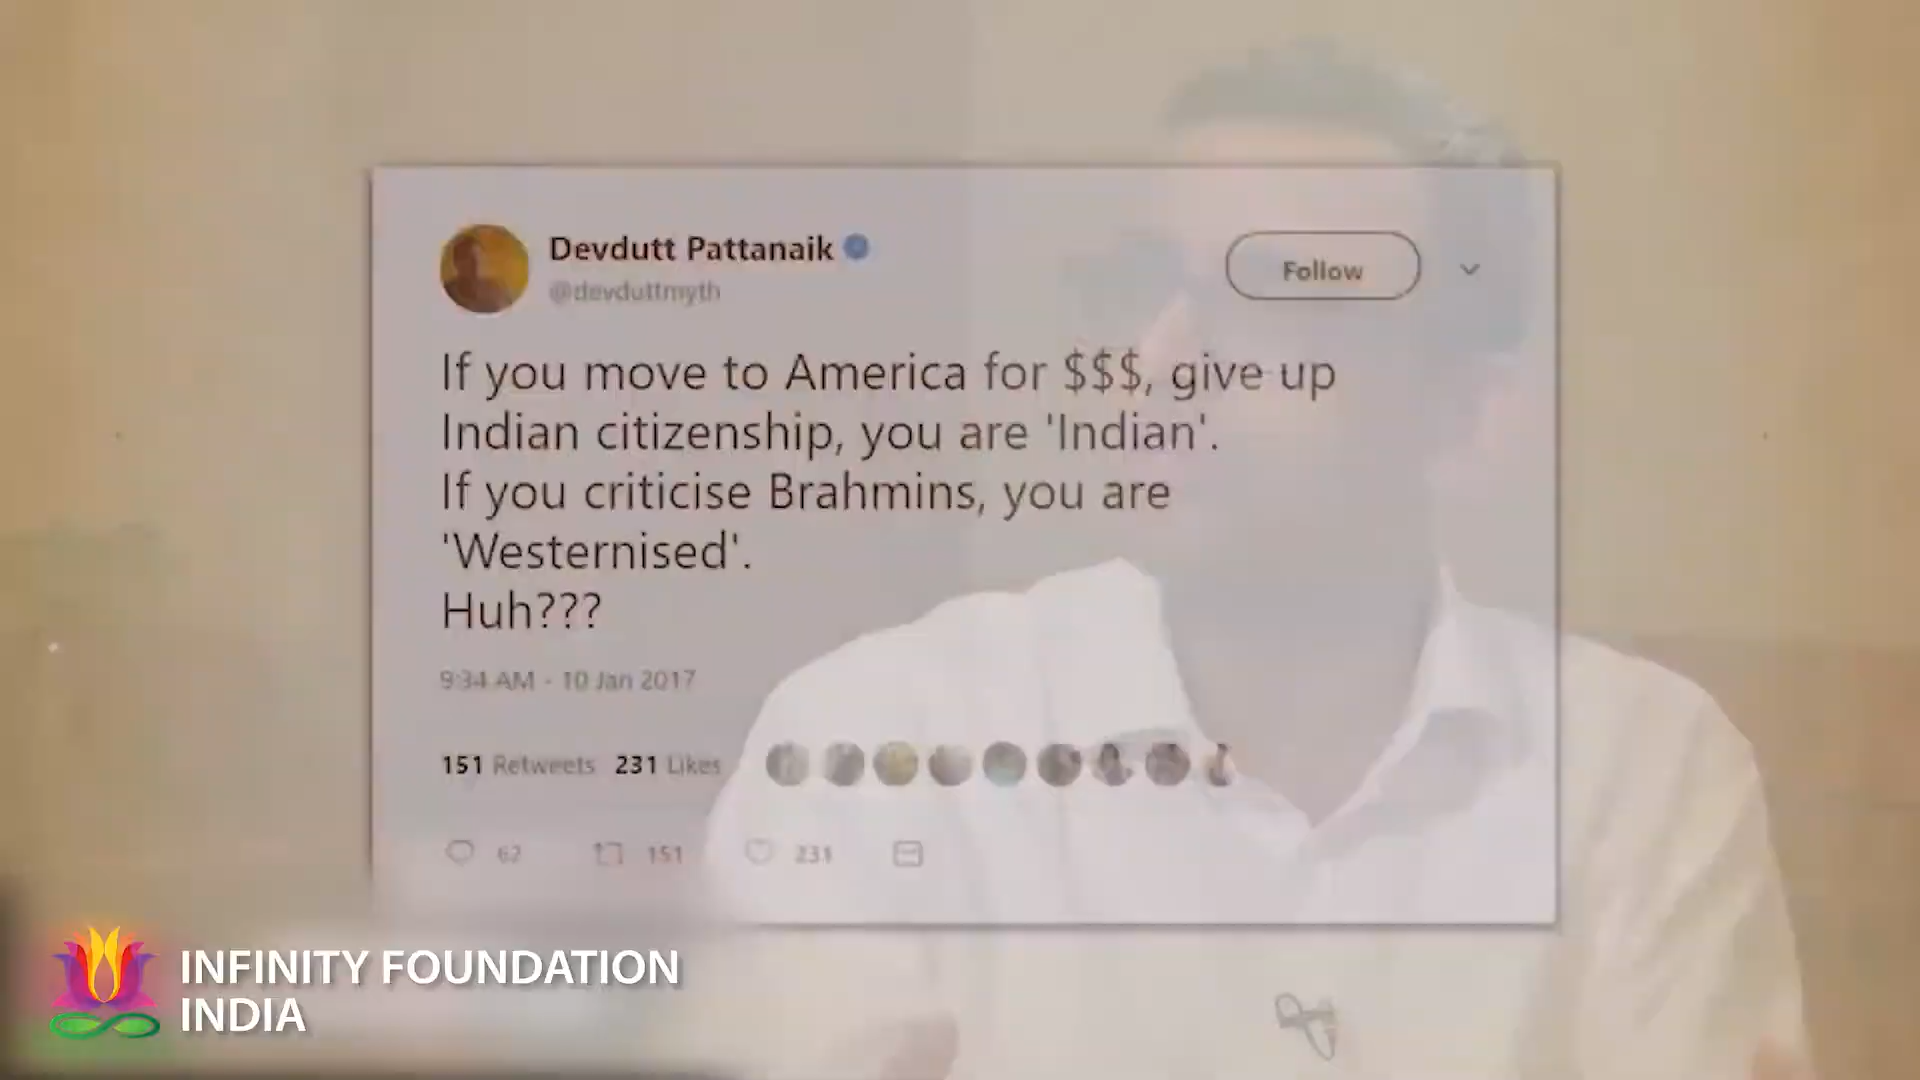 Devdutt Pattanaik
@devduttmyth
Follow
If you move to America for $$$, give up
Indian citizenship, you are 'Indian'.
If you criticise Brahmins, you are
'Westernised'.
Huh???
9:34 AM - 10 Jan 2017
151 Retweets 231 Likes
62 151 231
INFINITY FOUNDATION
INDIA